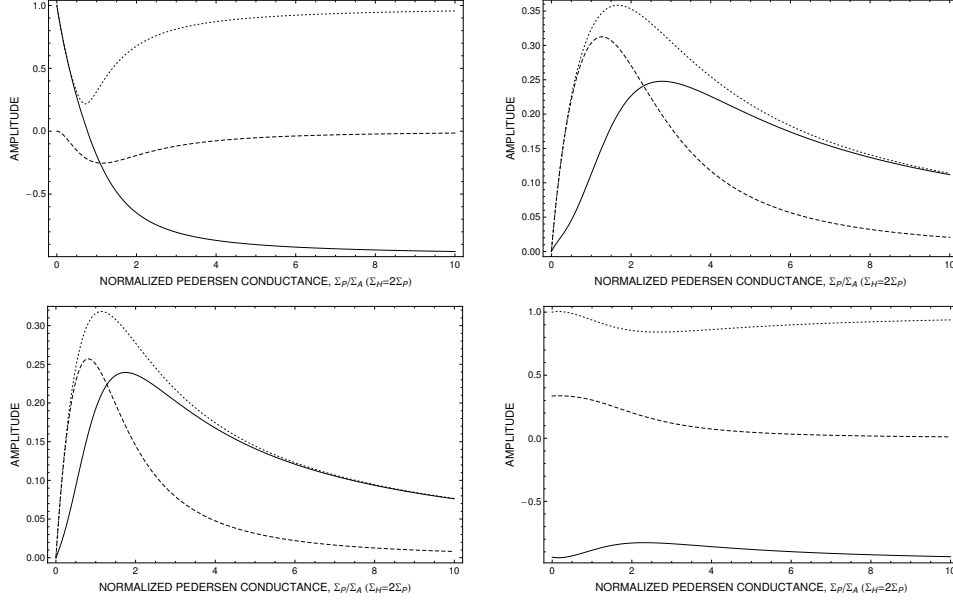 1.0
0.5
0.0
−0.5
AMPLITUDE
0 2 4 6 8 10
NORMALIZED PEDERSEN CONDUCTANCE, Σ_P/Σ_A (Σ_H=2Σ_P)
0.35
0.30
0.25
0.20
0.15
0.10
0.05
0.00
AMPLITUDE
0 2 4 6 8 10
NORMALIZED PEDERSEN CONDUCTANCE, Σ_P/Σ_A (Σ_H=2Σ_P)
0.30
0.25
0.20
0.15
0.10
0.05
0.00
AMPLITUDE
0 2 4 6 8 10
NORMALIZED PEDERSEN CONDUCTANCE, Σ_P/Σ_A (Σ_H=2Σ_P)
1.0
0.5
0.0
−0.5
AMPLITUDE
0 2 4 6 8 10
NORMALIZED PEDERSEN CONDUCTANCE, Σ_P/Σ_A (Σ_H=2Σ_P)